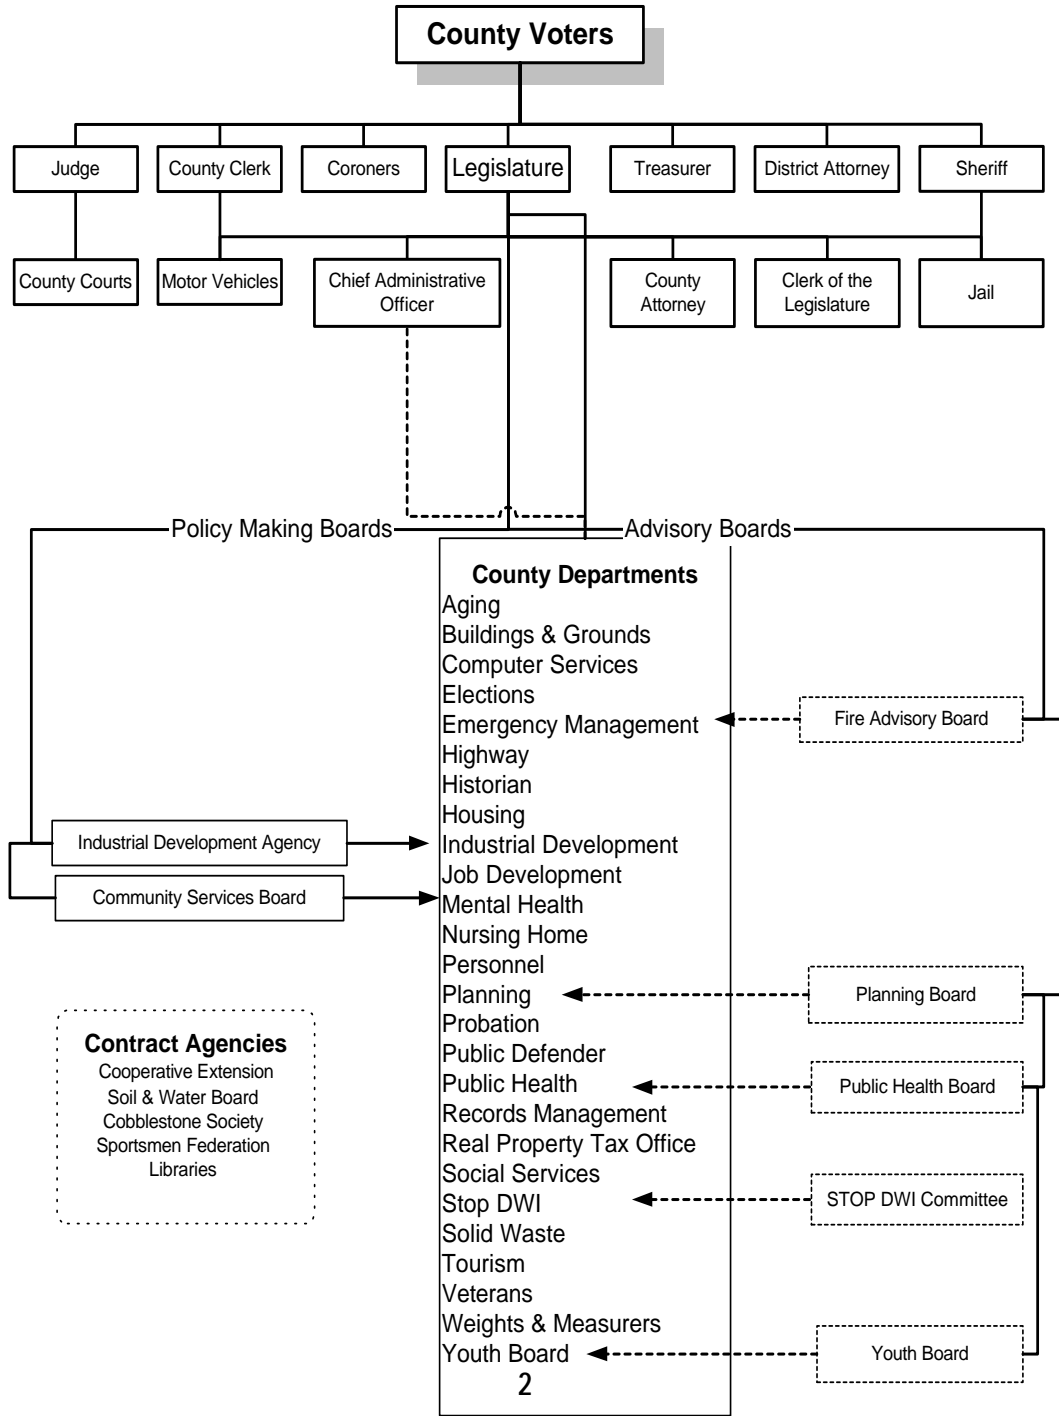 County Voters
Judge
County Clerk
Coroners
Legislature
Treasurer
District Attorney
Sheriff
County Courts
Motor Vehicles
Chief Administrative
Officer
County
Attorney
Clerk of the
Legislature
Jail
Policy Making Boards
Advisory Boards
County Departments
Aging
Buildings & Grounds
Computer Services
Elections
Emergency Management
Highway
Historian
Housing
Industrial Development
Job Development
Mental Health
Nursing Home
Personnel
Planning
Probation
Public Defender
Public Health
Records Management
Real Property Tax Office
Social Services
Stop DWI
Solid Waste
Tourism
Veterans
Weights & Measurers
Youth Board
2
Industrial Development Agency
Community Services Board
Contract Agencies
Cooperative Extension
Soil & Water Board
Cobblestone Society
Sportsmen Federation
Libraries
Fire Advisory Board
Planning Board
Public Health Board
STOP DWI Committee
Youth Board